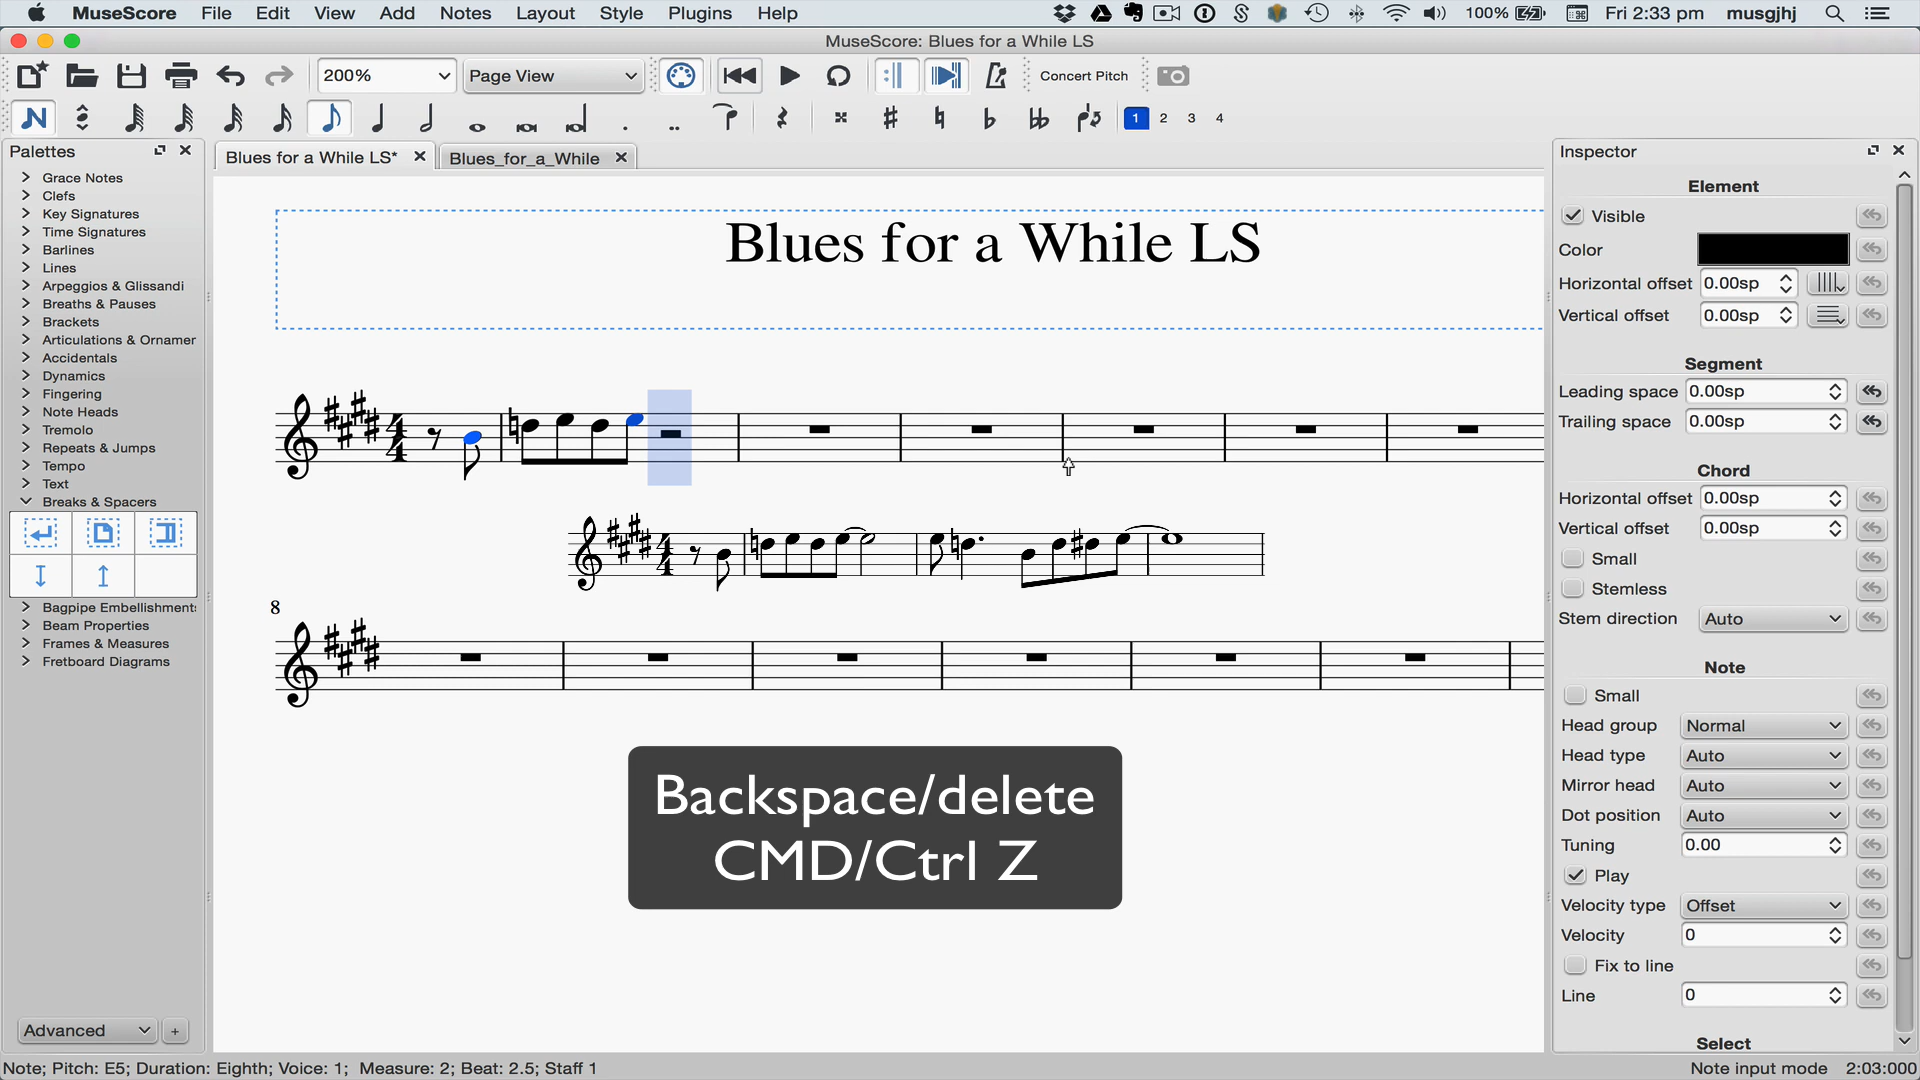 MuseScore File Edit View Add Notes Layout Style Plugins Help 100% Fri 2:33 pm musgjhj
MuseScore: Blues for a While LS
200% Page View Concert Pitch
1 2 3 4
Palettes
Blues for a While LS* Blues_for_a_While
Inspector
Grace Notes
Clefs
Key Signatures
Time Signatures
Barlines
Lines
Arpeggios & Glissandi
Breaths & Pauses
Brackets
Articulations & Ornamer
Accidentals
Dynamics
Fingering
Note Heads
Tremolo
Repeats & Jumps
Tempo
Text
Breaks & Spacers
Bagpipe Embellishments
Beam Properties
Frames & Measures
Fretboard Diagrams
Advanced +
Blues for a While LS
4
4
4
4
8
Backspace/delete
CMD/Ctrl Z
Element
Visible
Color
Horizontal offset 0.00sp
Vertical offset 0.00sp
Segment
Leading space 0.00sp
Trailing space 0.00sp
Chord
Horizontal offset 0.00sp
Vertical offset 0.00sp
Small
Stemless
Stem direction Auto
Note
Small
Head group Normal
Head type Auto
Mirror head Auto
Dot position Auto
Tuning 0.00
Play
Velocity type Offset
Velocity 0
Fix to line
Line 0
Select
Note; Pitch: E5; Duration: Eighth; Voice: 1; Measure: 2; Beat: 2.5; Staff 1
Note input mode 2:03:000